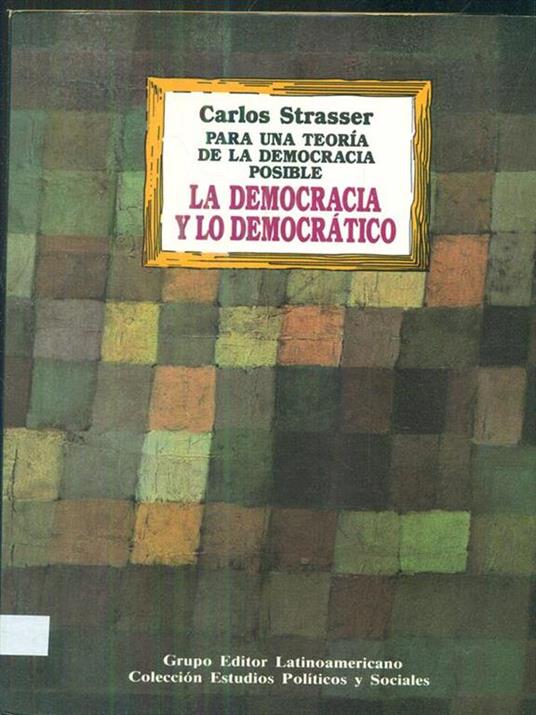 Carlos Strasser
PARA UNA TEORÍA
DE LA DEMOCRACIA
POSIBLE
LA DEMOCRACIA
Y LO DEMOCRÁTICO
Grupo Editor Latinoamericano
Colección Estudios Políticos y Sociales